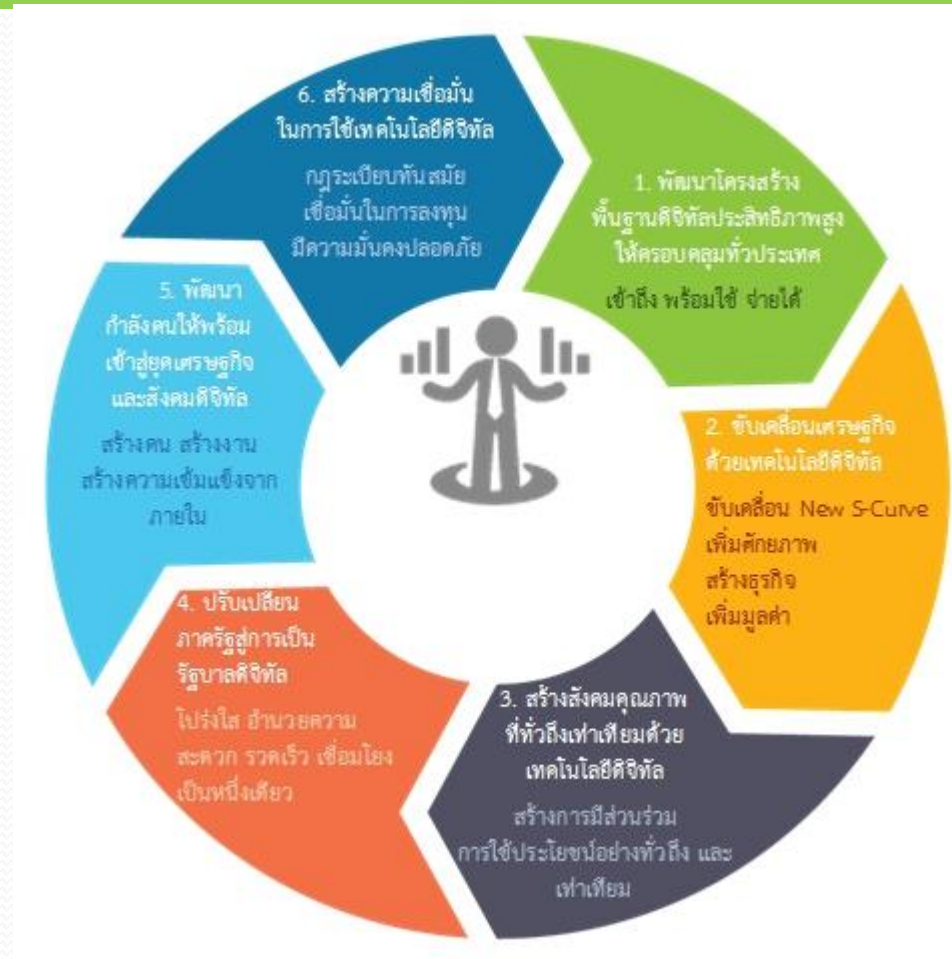 1. พัฒนาโครงสร้าง
พื้นฐานดิจิทัลประสิทธิภาพสูง
ให้ครอบคลุมทั่วประเทศ
เข้าถึง พร้อมใช้ จ่ายได้
2. ขับเคลื่อนเศรษฐกิจ
ด้วยเทคโนโลยีดิจิทัล
ขับเคลื่อน New S-Curve
เพิ่มศักยภาพ
สร้างธุรกิจ
เพิ่มมูลค่า
3. สร้างสังคมคุณภาพ
ที่ทั่วถึงเท่าเทียมด้วย
เทคโนโลยีดิจิทัล
สร้างการมีส่วนร่วม
การใช้ประโยชน์อย่างทั่วถึง และ
เท่าเทียม
4. ปรับเปลี่ยน
ภาครัฐสู่การเป็น
รัฐบาลดิจิทัล
โปร่งใส อำนวยความ
สะดวก รวดเร็ว เชื่อมโยง
เป็นหนึ่งเดียว
5. พัฒนา
กำลังคนให้พร้อม
เข้าสู่ยุคเศรษฐกิจ
และสังคมดิจิทัล
สร้างคน สร้างงาน
สร้างความเข้มแข็งจาก
ภายใน
6. สร้างความเชื่อมั่น
ในการใช้เทคโนโลยีดิจิทัล
กฎระเบียบทันสมัย
เชื่อมั่นในการลงทุน
มีความมั่นคงปลอดภัย